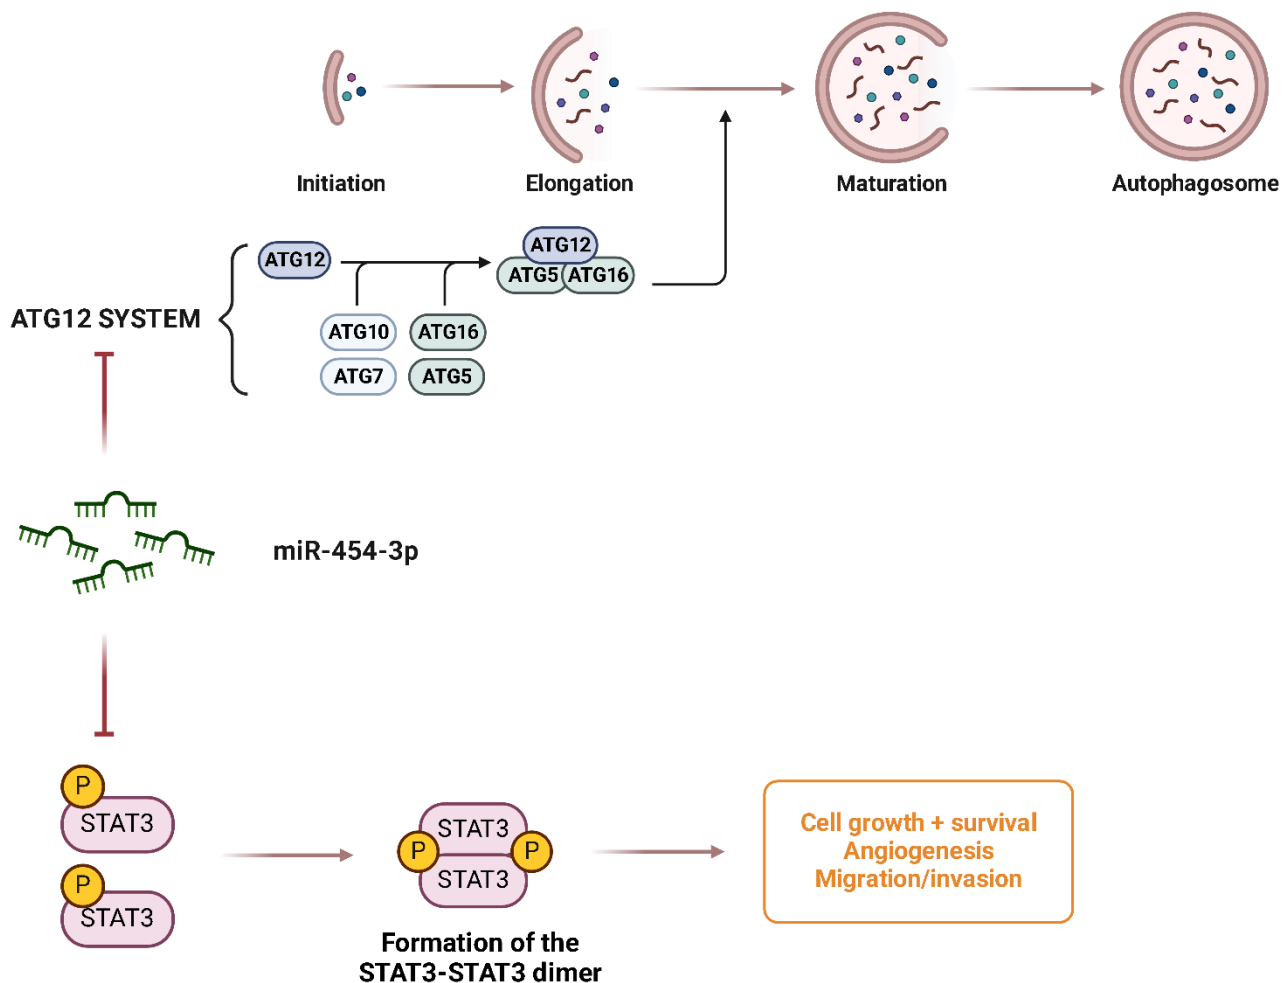 Initiation
Elongation
Maturation
Autophagosome
ATG12 SYSTEM
ATG12
ATG10
ATG7
ATG16
ATG5
ATG12
ATG5
ATG16
miR-454-3p
P
STAT3
P
STAT3
STAT3
P
P
STAT3
Formation of the
STAT3-STAT3 dimer
Cell growth + survival
Angiogenesis
Migration/invasion